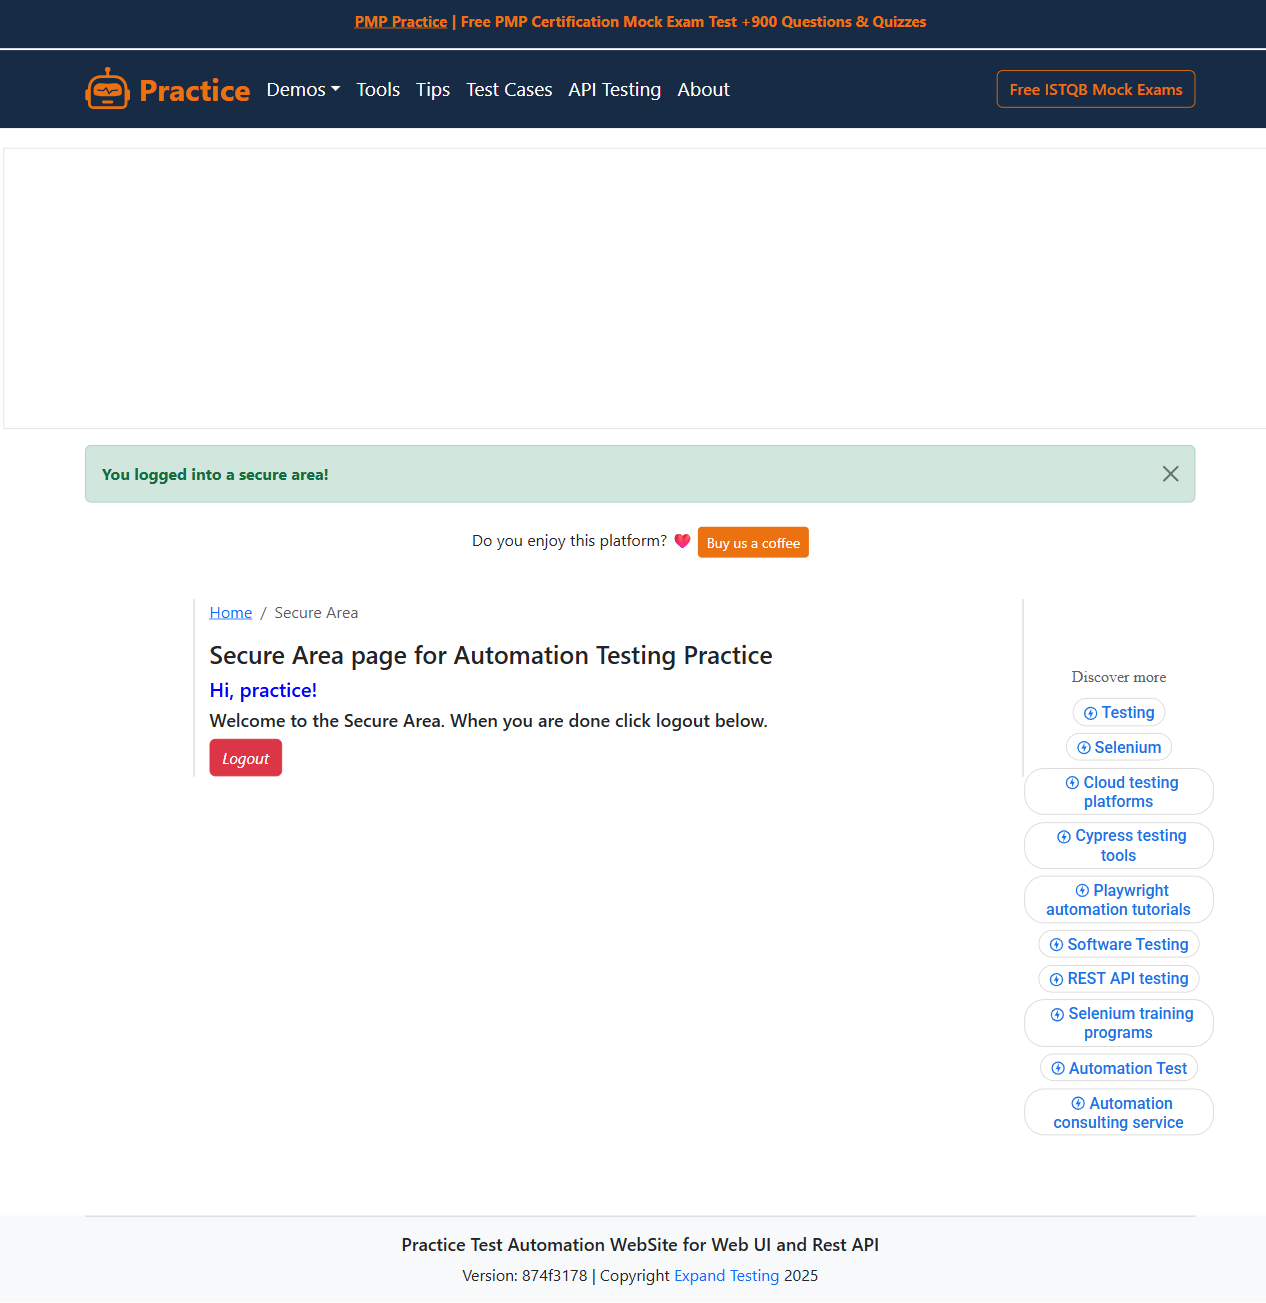 PMP Practice | Free PMP Certification Mock Exam Test +900 Questions & Quizzes
Practice Demos Tools Tips Test Cases API Testing About Free ISTQB Mock Exams
You logged into a secure area!
Do you enjoy this platform? Buy us a coffee
Home / Secure Area
Secure Area page for Automation Testing Practice
Hi, practice!
Welcome to the Secure Area. When you are done click logout below.
Logout
Discover more
Testing
Selenium
Cloud testing
platforms
Cypress testing
tools
Playwright
automation tutorials
Software Testing
REST API testing
Selenium training
programs
Automation Test
Automation
consulting service
Practice Test Automation WebSite for Web UI and Rest API
Version: 874f3178 | Copyright Expand Testing 2025